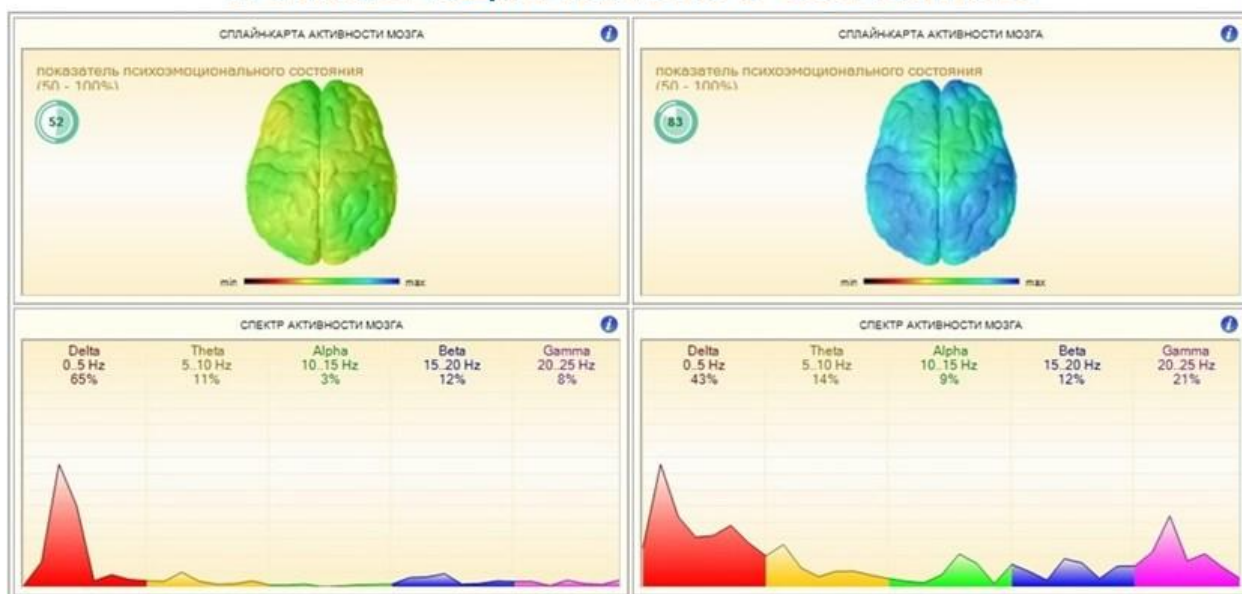 СПЛАЙН-КАРТА АКТИВНОСТИ МОЗГА
показатель психоэмоционального состояния
(50 - 100%)
52
min
max
СПЛАЙН-КАРТА АКТИВНОСТИ МОЗГА
показатель психоэмоционального состояния
(50 - 100%)
83
min
max
СПЕКТР АКТИВНОСТИ МОЗГА
Delta Theta Alpha Beta Gamma
0..5 Hz 5..10 Hz 10..15 Hz 15..20 Hz 20..25 Hz
65% 11% 3% 12% 8%
СПЕКТР АКТИВНОСТИ МОЗГА
Delta Theta Alpha Beta Gamma
0..5 Hz 5..10 Hz 10..15 Hz 15..20 Hz 20..25 Hz
43% 14% 9% 12% 21%